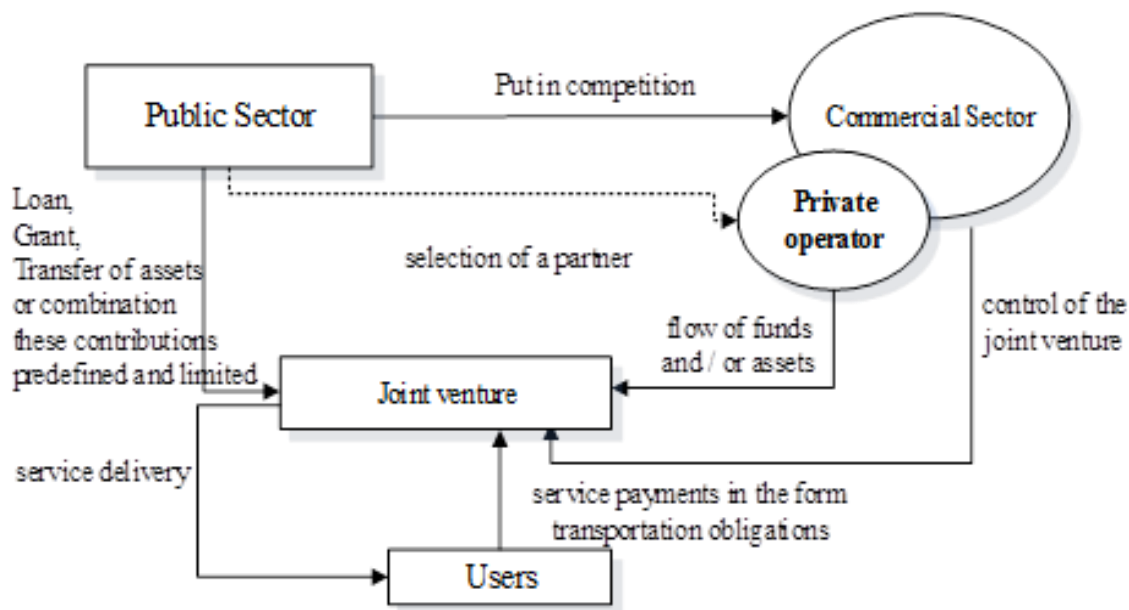 Put in competition
Public Sector
Commercial Sector
Loan,
Grant,
Transfer of assets
or combination
these contributions
predefined and limited
Private
operator
selection of a partner
flow of funds
and / or assets
control of the
joint venture
Joint venture
service delivery
service payments in the form
transportation obligations
Users